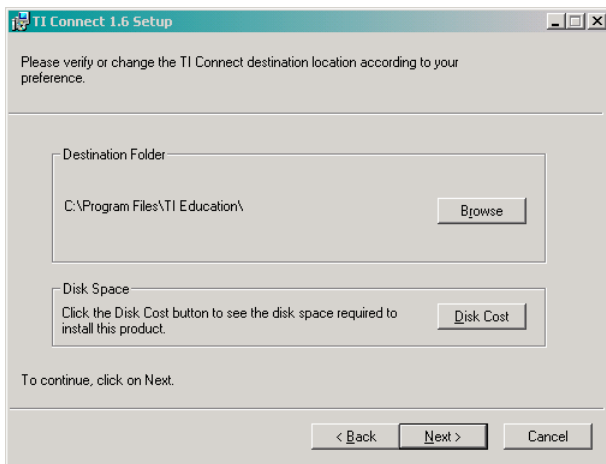 TI Connect 1.6 Setup
Please verify or change the TI Connect destination location according to your
preference.
Destination Folder
C:\Program Files\TI Education\
Browse
Disk Space
Click the Disk Cost button to see the disk space required to
install this product.
Disk Cost
To continue, click on Next.
< Back
Next >
Cancel